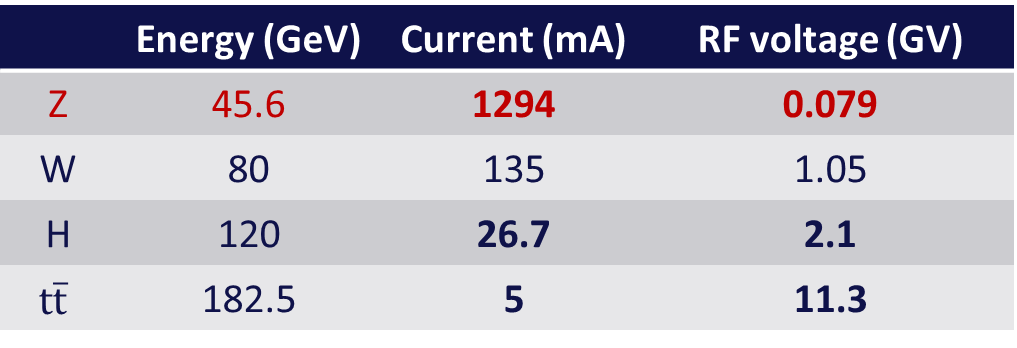 Energy (GeV) Current (mA) RF voltage (GV)
Z 45.6 1294 0.079
W 80 135 1.05
H 120 26.7 2.1
tt̄ 182.5 5 11.3